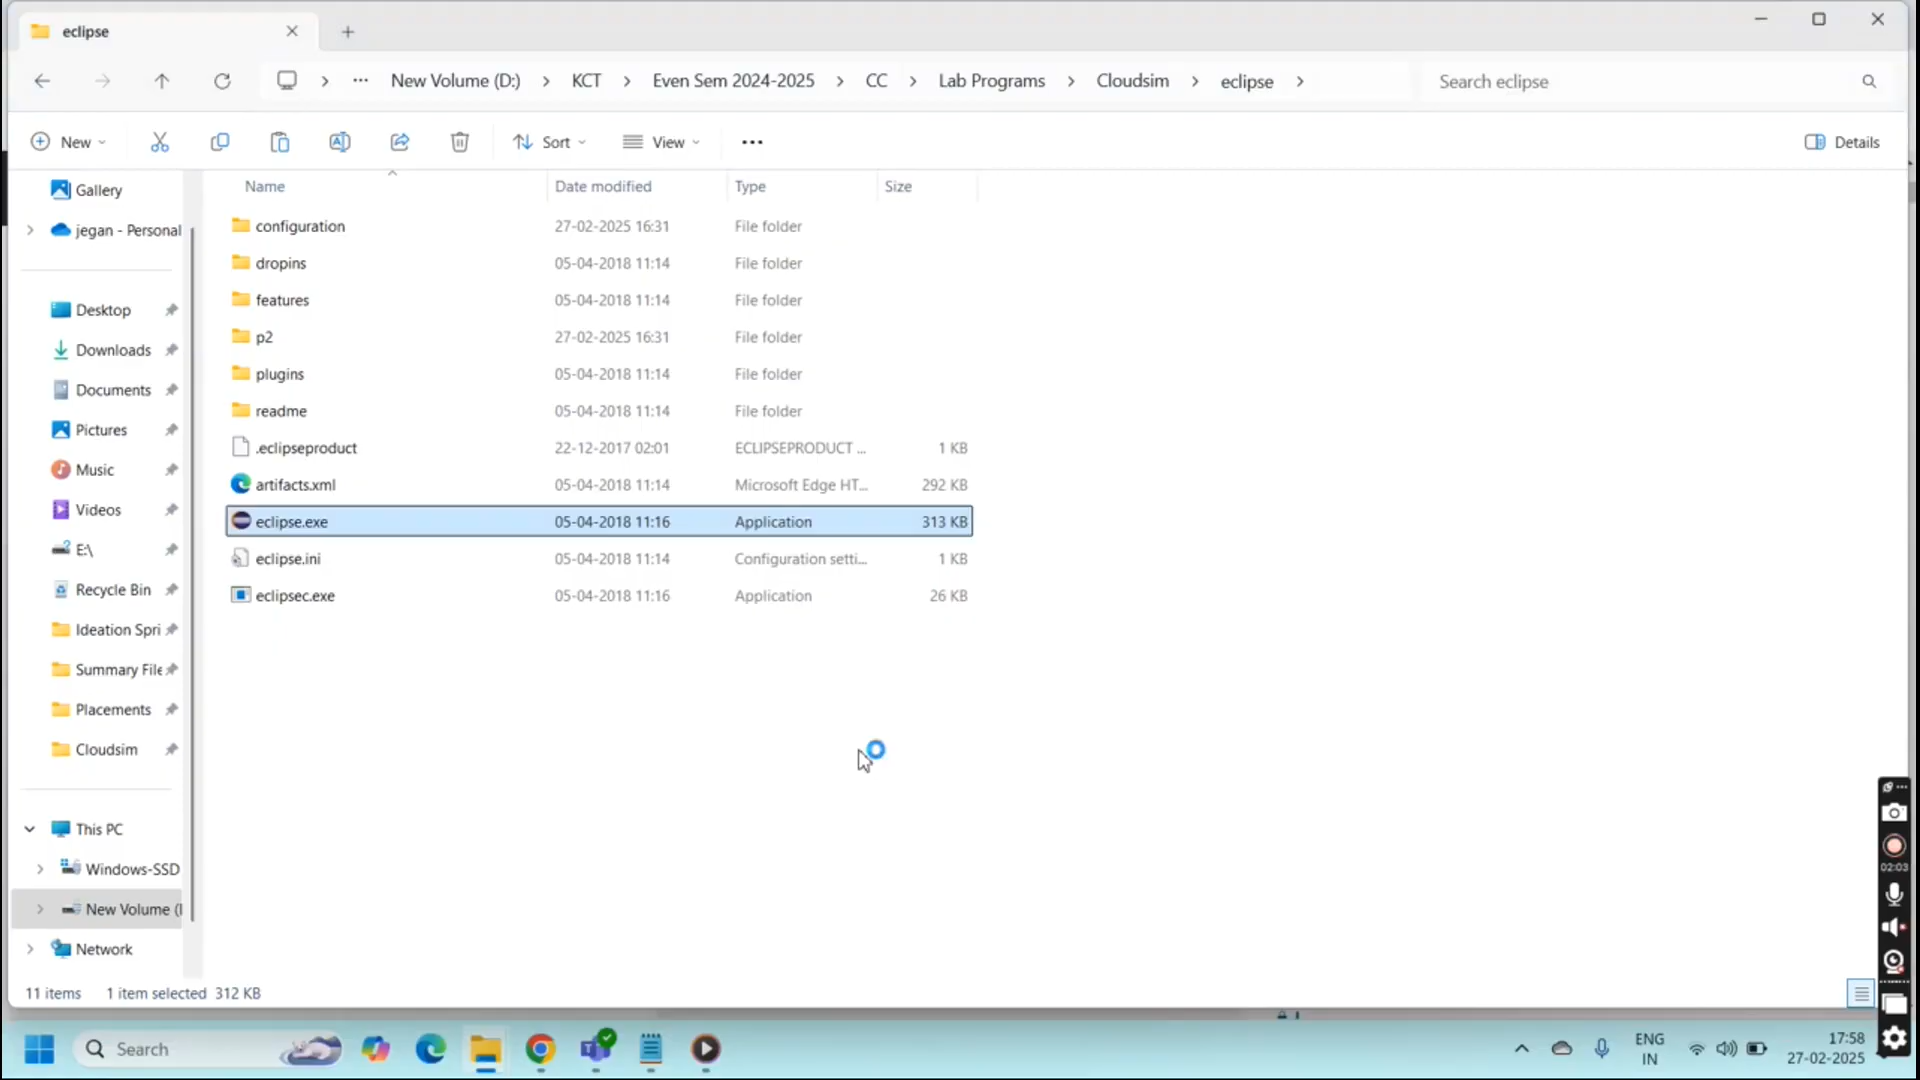 eclipse
New Volume (D:) > KCT > Even Sem 2024-2025 > CC > Lab Programs > Cloudsim > eclipse >
Search eclipse
New
Sort
View
Details
Gallery
jegan - Personal
Desktop
Downloads
Documents
Pictures
Music
Videos
E:\
Recycle Bin
Ideation Spri
Summary File
Placements
Cloudsim
This PC
Windows-SSD
New Volume (
Network
Name Date modified Type Size
configuration 27-02-2025 16:31 File folder
dropins 05-04-2018 11:14 File folder
features 05-04-2018 11:14 File folder
p2 27-02-2025 16:31 File folder
plugins 05-04-2018 11:14 File folder
readme 05-04-2018 11:14 File folder
.eclipseproduct 22-12-2017 02:01 ECLIPSEPRODUCT ... 1 KB
artifacts.xml 05-04-2018 11:14 Microsoft Edge HT... 292 KB
eclipse.exe 05-04-2018 11:16 Application 313 KB
eclipse.ini 05-04-2018 11:14 Configuration setti... 1 KB
eclipsec.exe 05-04-2018 11:16 Application 26 KB
02:03
11 items 1 item selected 312 KB
Search
ENG
IN
17:58
27-02-2025